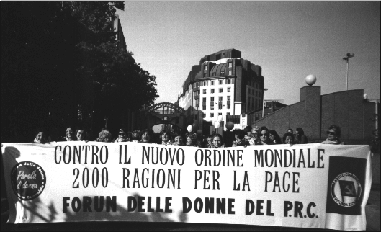 CONTRO IL NUOVO ORDINE MONDIALE
2000 RAGIONI PER LA PACE
FORUM DELLE DONNE DEL P.R.C.